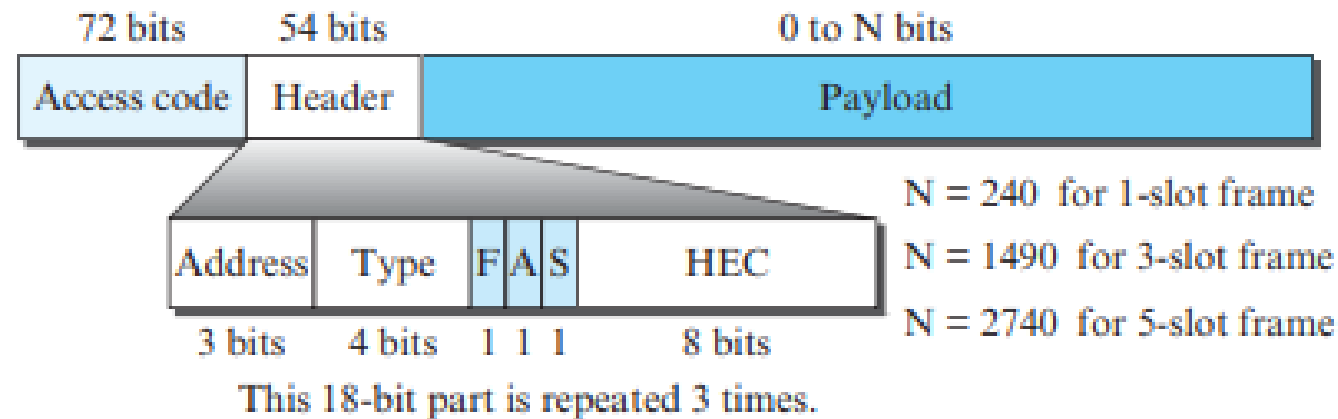 72 bits 54 bits 0 to N bits
Access code Header Payload
N = 240 for 1-slot frame
Address Type F A S HEC
N = 1490 for 3-slot frame
N = 2740 for 5-slot frame
3 bits 4 bits 1 1 1 8 bits
This 18-bit part is repeated 3 times.